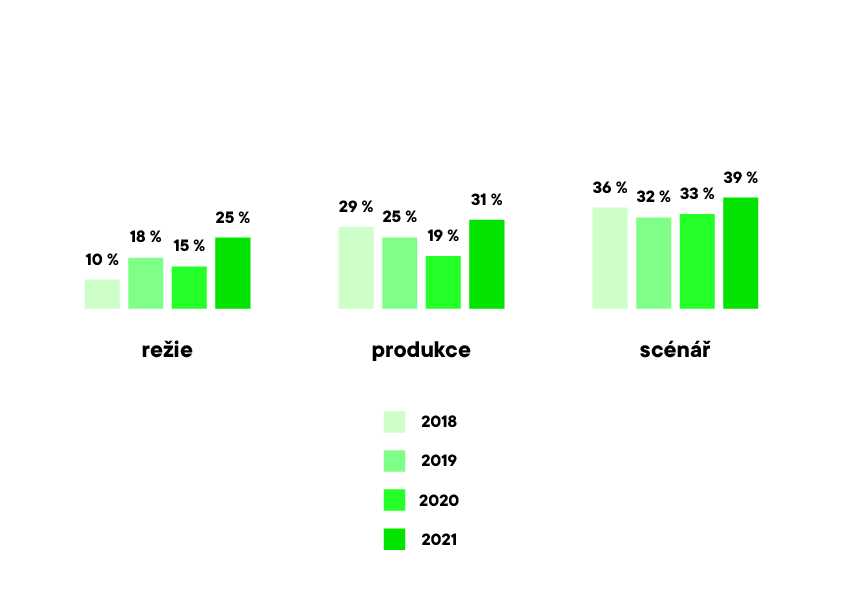 10 % 18 % 15 % 25 %
29 % 25 % 19 % 31 %
36 % 32 % 33 % 39 %
režie
produkce
scénář
2018
2019
2020
2021